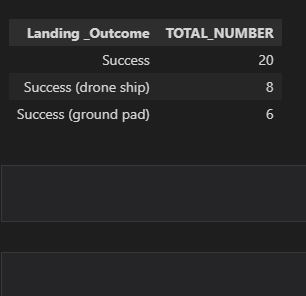 Landing _Outcome TOTAL_NUMBER
Success 20
Success (drone ship) 8
Success (ground pad) 6